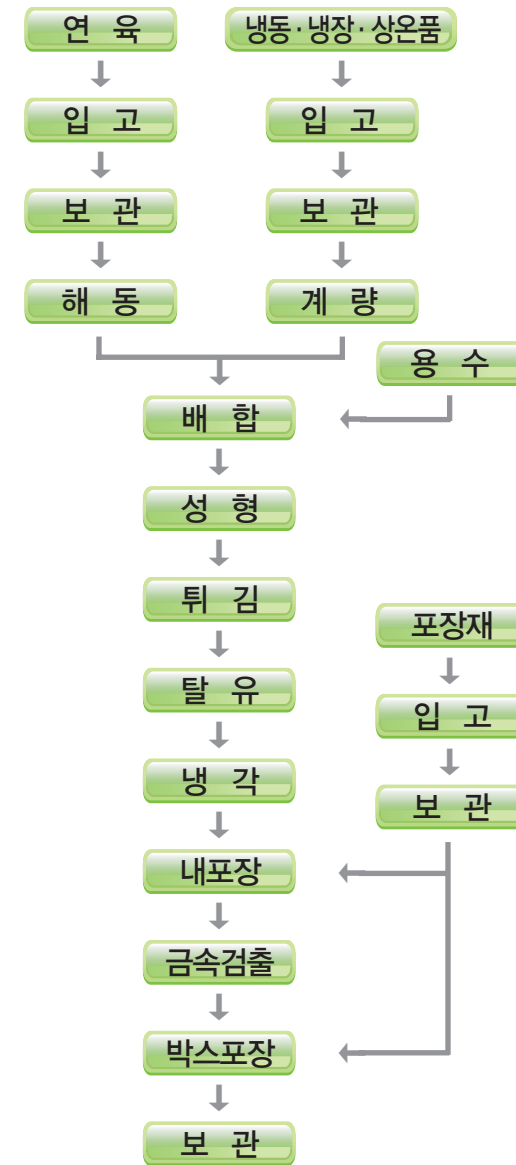 연 육
냉동·냉장·상온품
입 고
입 고
보 관
보 관
해 동
계 량
용 수
배 합
성 형
튀 김
포장재
탈 유
입 고
냉 각
보 관
내포장
금속검출
박스포장
보 관